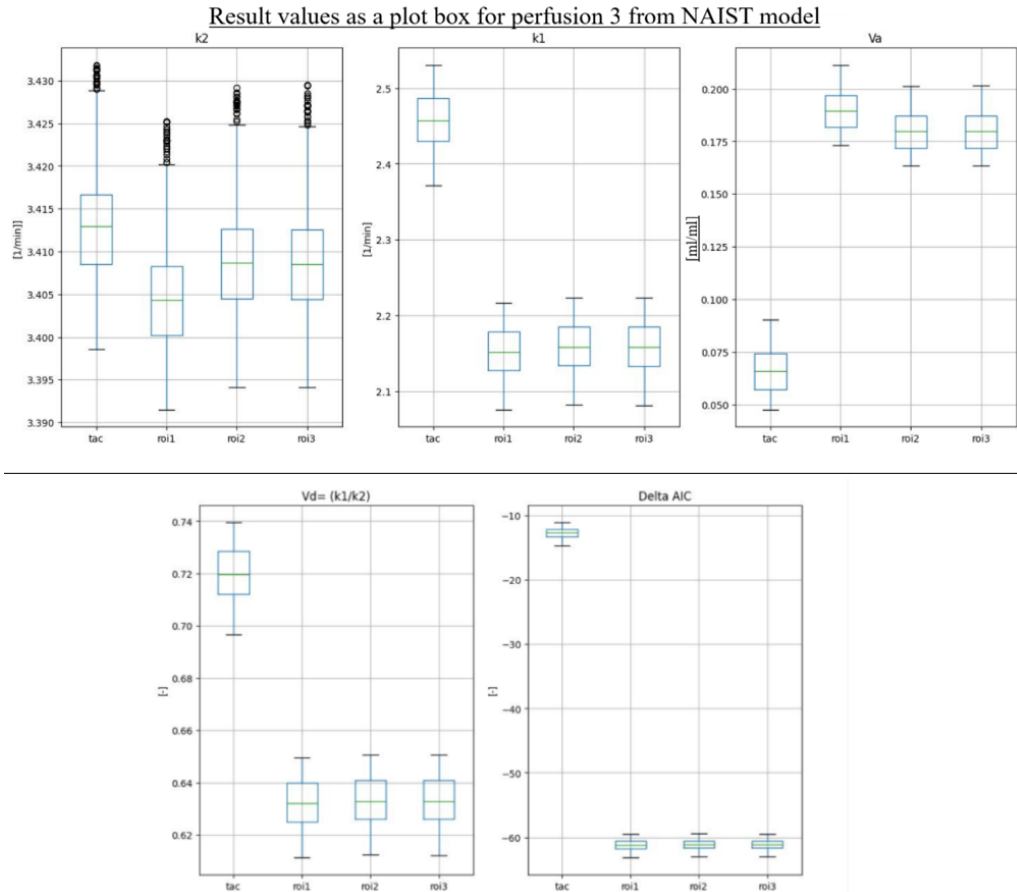 Result values as a plot box for perfusion 3 from NAIST model
k2
k1
Va
3.430
3.425
3.420
3.415
3.410
3.405
3.400
3.395
3.390
[1/min]]
tac roi1 roi2 roi3
2.5
2.4
2.3
2.2
2.1
[1/min]
tac roi1 roi2 roi3
0.200
0.175
0.150
0.125
0.100
0.075
0.050
[ml/ml]
tac roi1 roi2 roi3
Vd= (k1/k2)
Delta AIC
0.74
0.72
0.70
0.68
0.66
0.64
0.62
[-]
tac roi1 roi2 roi3
−10
−20
−30
−40
−50
−60
[-]
tac roi1 roi2 roi3